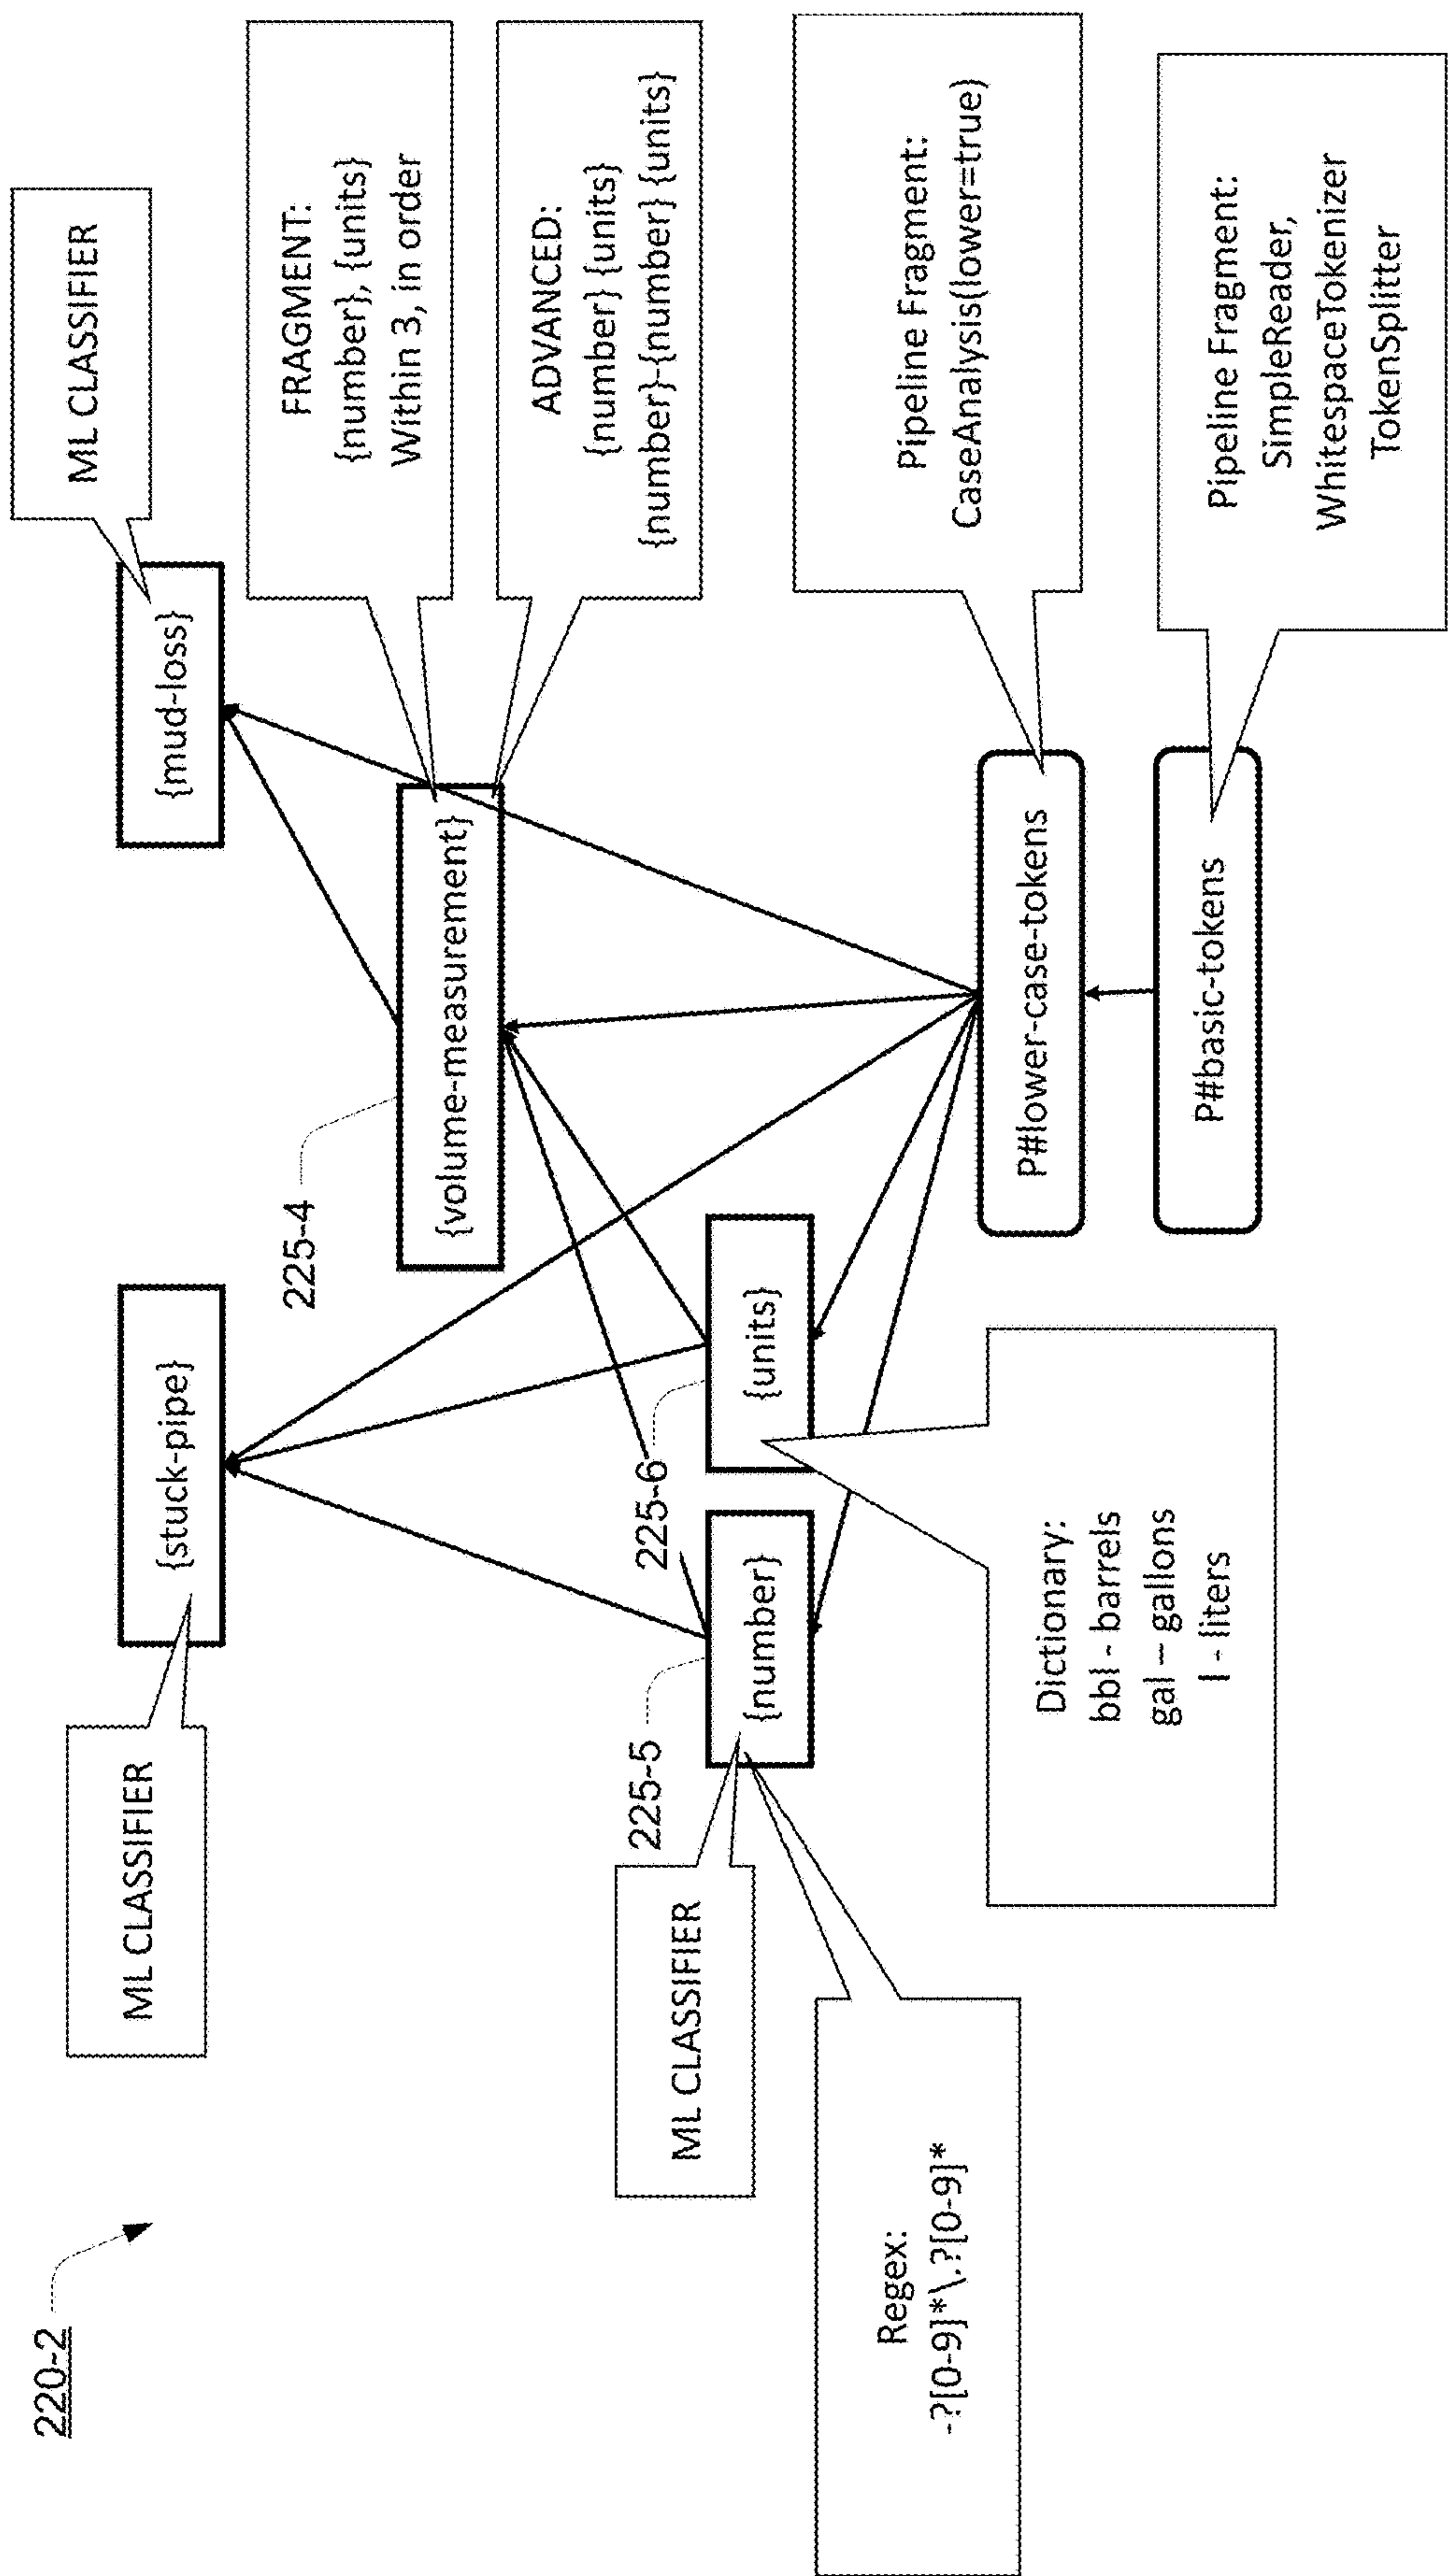 220-2
ML CLASSIFIER
{stuck-pipe}
{mud-loss}
ML CLASSIFIER
225-4
{volume-measurement}
FRAGMENT:
{number}, {units}
Within 3, in order
ADVANCED:
{number} {units}
{number}-{number} {units}
ML CLASSIFIER
225-5
{number}
225-6
{units}
Regex:
-?[0-9]*\.?[0-9]*
Dictionary:
bbl - barrels
gal – gallons
l - liters
P#lower-case-tokens
Pipeline Fragment:
CaseAnalysis(lower=true)
P#basic-tokens
Pipeline Fragment:
SimpleReader,
WhitespaceTokenizer
TokenSplitter